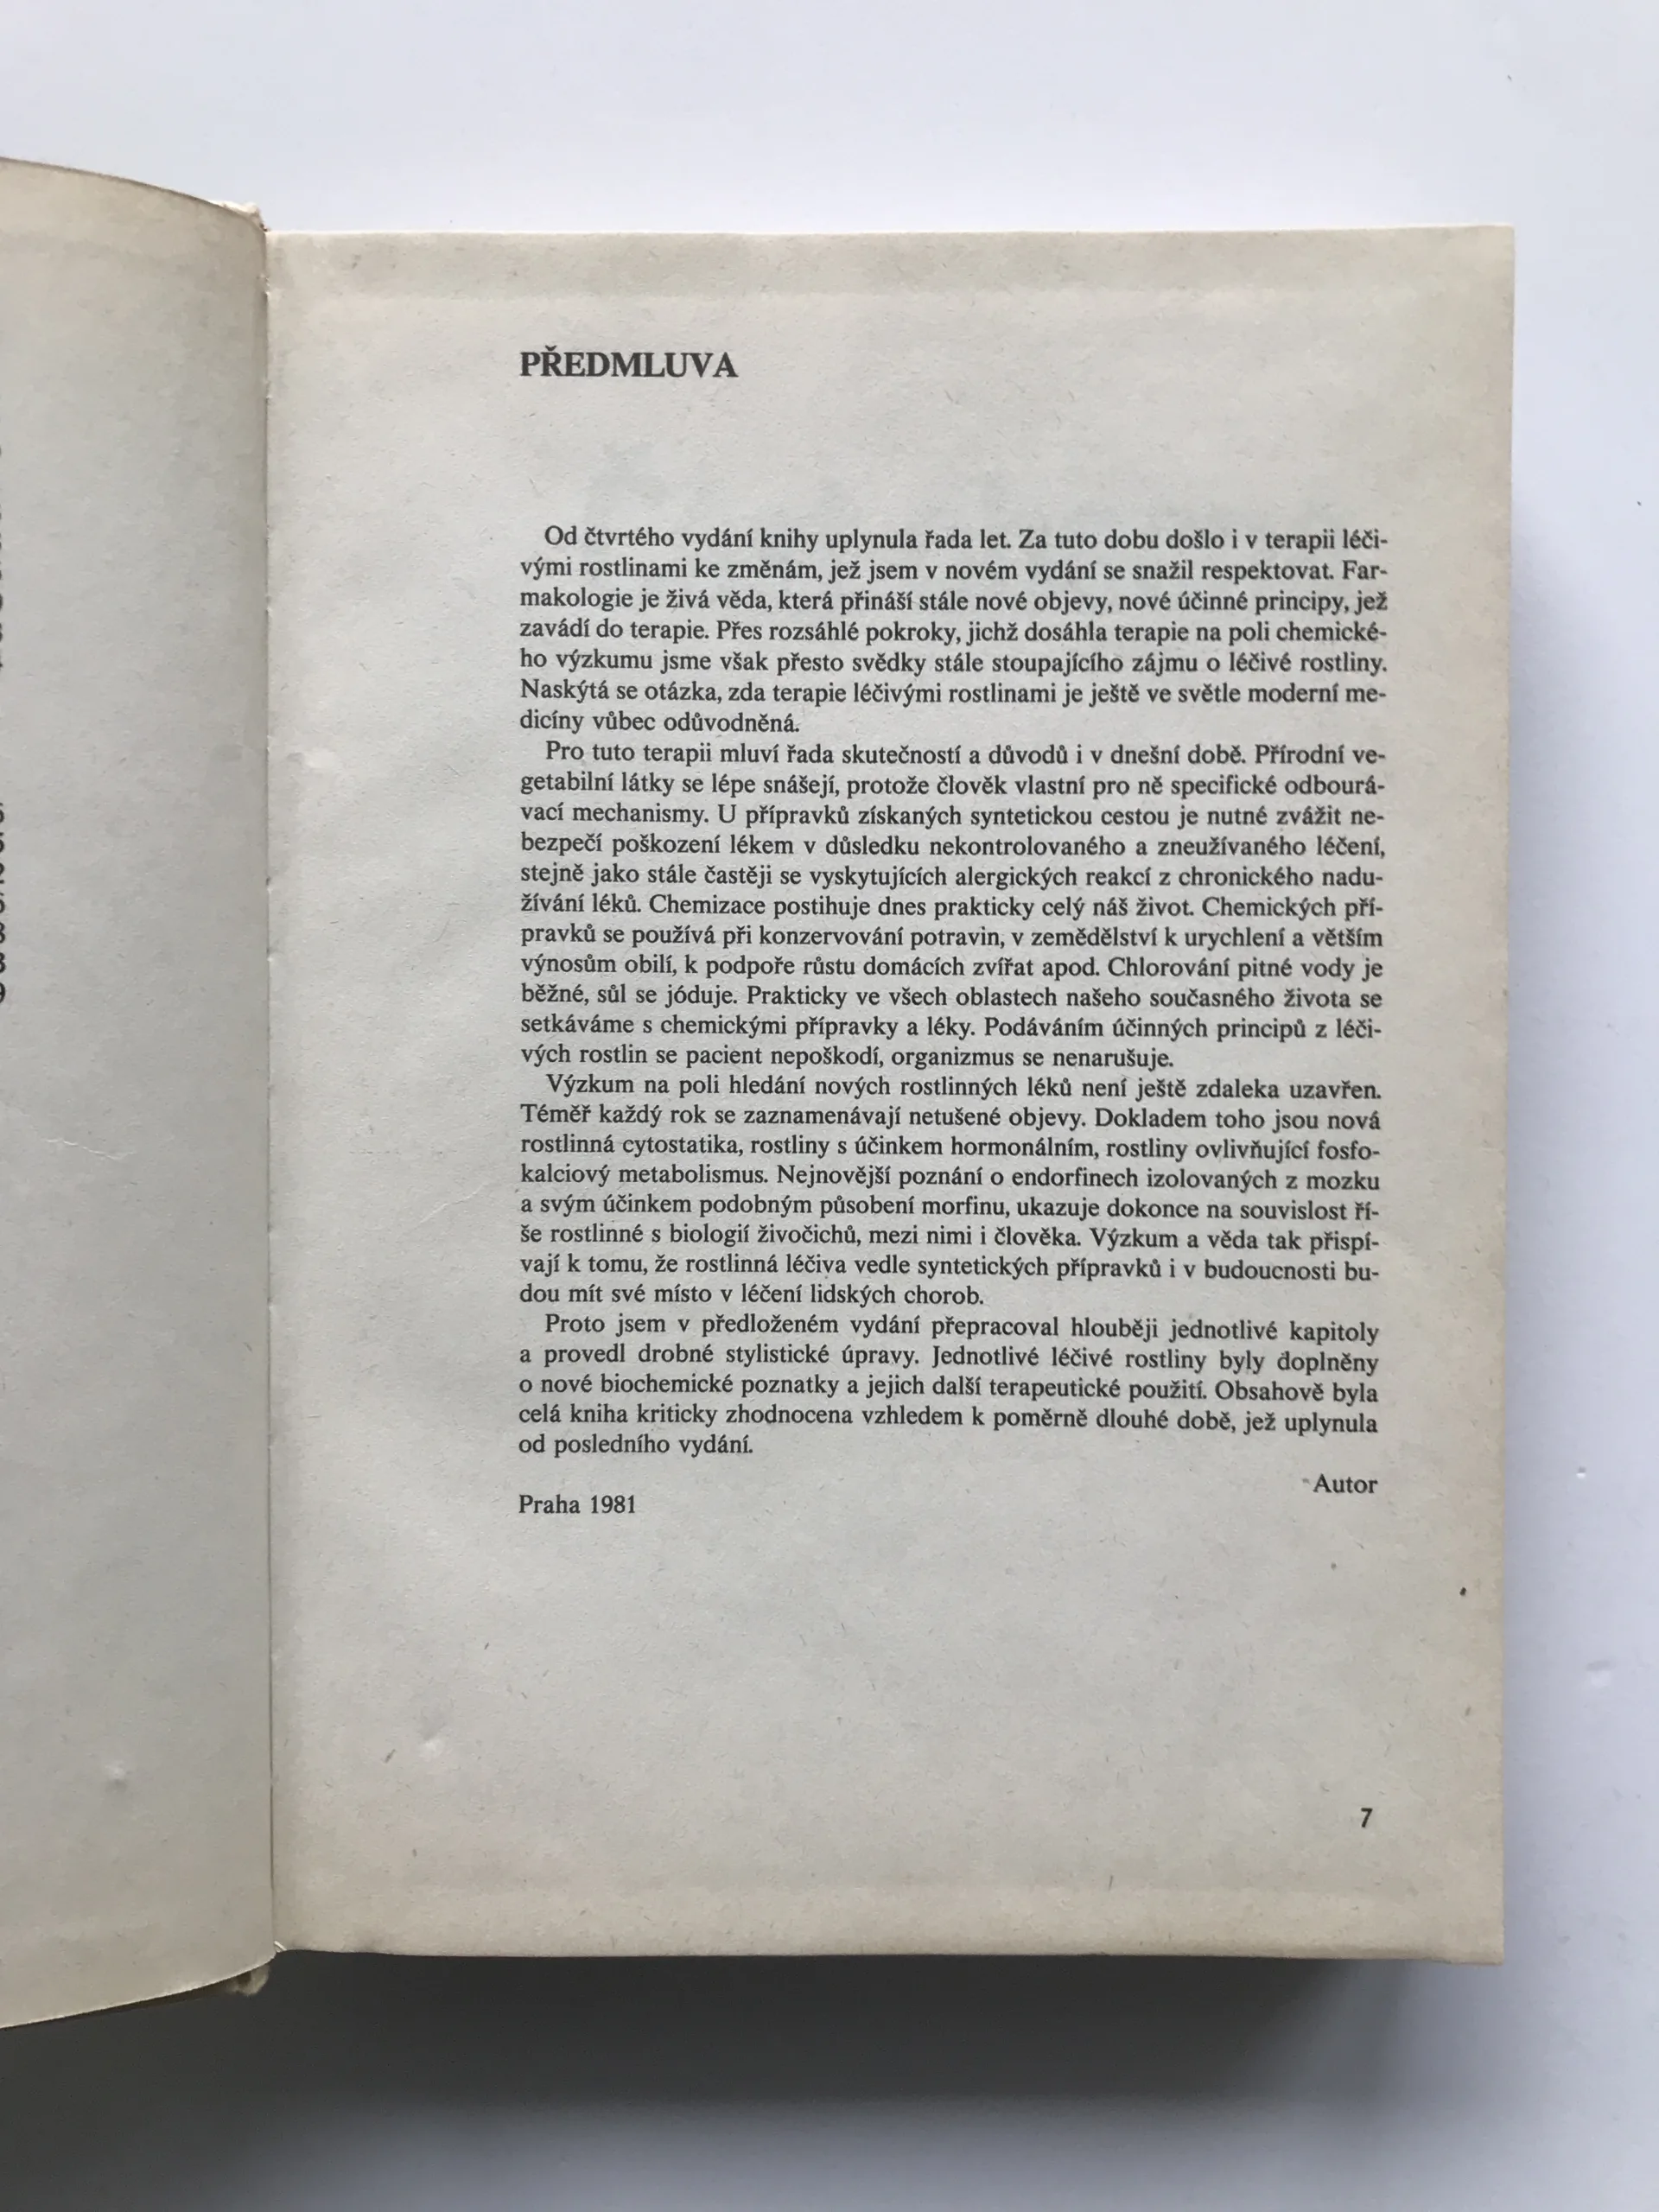 PŘEDMLUVA
Od čtvrtého vydání knihy uplynula řada let. Za tuto dobu došlo i v terapii léči-
vými rostlinami ke změnám, jež jsem v novém vydání se snažil respektovat. Far-
makologie je živá věda, která přináší stále nové objevy, nové účinné principy, jež
zavádí do terapie. Přes rozsáhlé pokroky, jichž dosáhla terapie na poli chemické-
ho výzkumu jsme však přesto svědky stále stoupajícího zájmu o léčivé rostliny.
Naskýtá se otázka, zda terapie léčivými rostlinami je ještě ve světle moderní me-
dicíny vůbec odůvodněná.
Pro tuto terapii mluví řada skutečností a důvodů i v dnešní době. Přírodní ve-
getabilní látky se lépe snášejí, protože člověk vlastní pro ně specifické odbourá-
vací mechanismy. U přípravků získaných syntetickou cestou je nutné zvážit ne-
bezpečí poškození lékem v důsledku nekontrolovaného a zneužívaného léčení,
stejně jako stále častěji se vyskytujících alergických reakcí z chronického nadu-
žívání léků. Chemizace postihuje dnes prakticky celý náš život. Chemických pří-
pravků se používá při konzervování potravin, v zemědělství k urychlení a větším
výnosům obilí, k podpoře růstu domácích zvířat apod. Chlorování pitné vody je
běžné, sůl se jóduje. Prakticky ve všech oblastech našeho současného života se
setkáváme s chemickými přípravky a léky. Podáváním účinných principů z léči-
vých rostlin se pacient nepoškodí, organizmus se nenarušuje.
Výzkum na poli hledání nových rostlinných léků není ještě zdaleka uzavřen.
Téměř každý rok se zaznamenávají netušené objevy. Dokladem toho jsou nová
rostlinná cytostatika, rostliny s účinkem hormonálním, rostliny ovlivňující fosfo-
kalciový metabolismus. Nejnovější poznání o endorfinech izolovaných z mozku
a svým účinkem podobným působení morfinu, ukazuje dokonce na souvislost ří-
še rostlinné s biologií živočichů, mezi nimi i člověka. Výzkum a věda tak přispí-
vají k tomu, že rostlinná léčiva vedle syntetických přípravků i v budoucnosti bu-
dou mít své místo v léčení lidských chorob.
Proto jsem v předloženém vydání přepracoval hlouběji jednotlivé kapitoly
a provedl drobné stylistické úpravy. Jednotlivé léčivé rostliny byly doplněny
o nové biochemické poznatky a jejich další terapeutické použití. Obsahově byla
celá kniha kriticky zhodnocena vzhledem k poměrně dlouhé době, jež uplynula
od posledního vydání.
Autor
Praha 1981
7